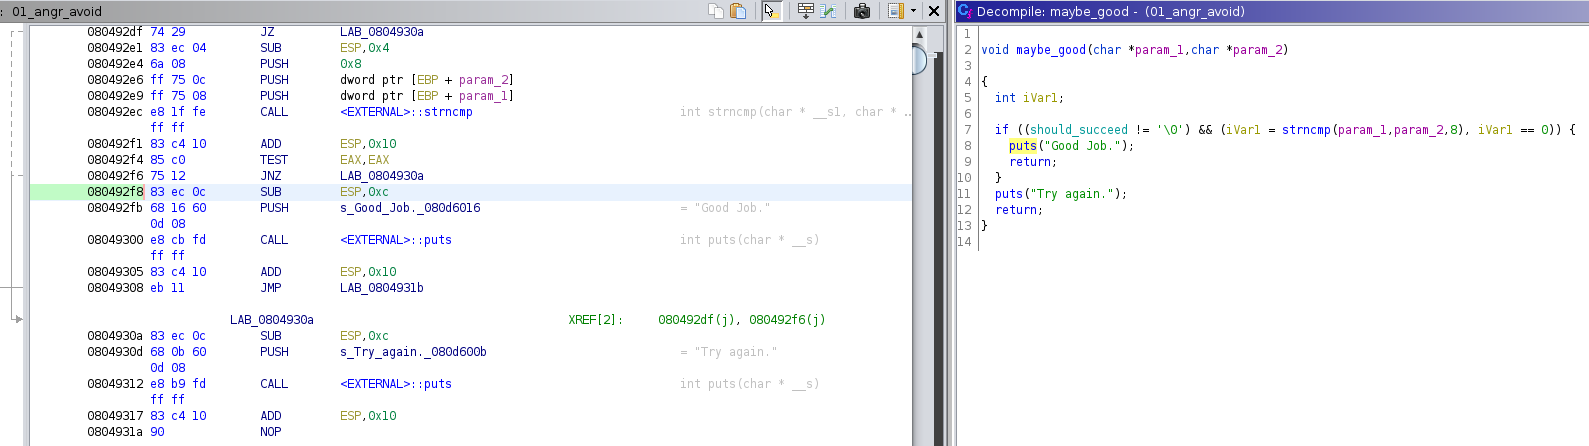 : 01_angr_avoid
080492df 74 29 JZ LAB_0804930a
080492e1 83 ec 04 SUB ESP,0x4
080492e4 6a 08 PUSH 0x8
080492e6 ff 75 0c PUSH dword ptr [EBP + param_2]
080492e9 ff 75 08 PUSH dword ptr [EBP + param_1]
080492ec e8 1f fe CALL <EXTERNAL>::strncmp int strncmp(char * __s1, char * ..
ff ff
080492f1 83 c4 10 ADD ESP,0x10
080492f4 85 c0 TEST EAX,EAX
080492f6 75 12 JNZ LAB_0804930a
080492f8 83 ec 0c SUB ESP,0xc
080492fb 68 16 60 PUSH s_Good_Job._080d6016 = "Good Job."
0d 08
08049300 e8 cb fd CALL <EXTERNAL>::puts int puts(char * __s)
ff ff
08049305 83 c4 10 ADD ESP,0x10
08049308 eb 11 JMP LAB_0804931b
LAB_0804930a XREF[2]: 080492df(j), 080492f6(j)
0804930a 83 ec 0c SUB ESP,0xc
0804930d 68 0b 60 PUSH s_Try_again._080d600b = "Try again."
0d 08
08049312 e8 b9 fd CALL <EXTERNAL>::puts int puts(char * __s)
ff ff
08049317 83 c4 10 ADD ESP,0x10
0804931a 90 NOP
Decompile: maybe_good - (01_angr_avoid)
1
2 void maybe_good(char *param_1,char *param_2)
3
4 {
5 int iVar1;
6
7 if ((should_succeed != '\0') && (iVar1 = strncmp(param_1,param_2,8), iVar1 == 0)) {
8 puts("Good Job.");
9 return;
10 }
11 puts("Try again.");
12 return;
13 }
14